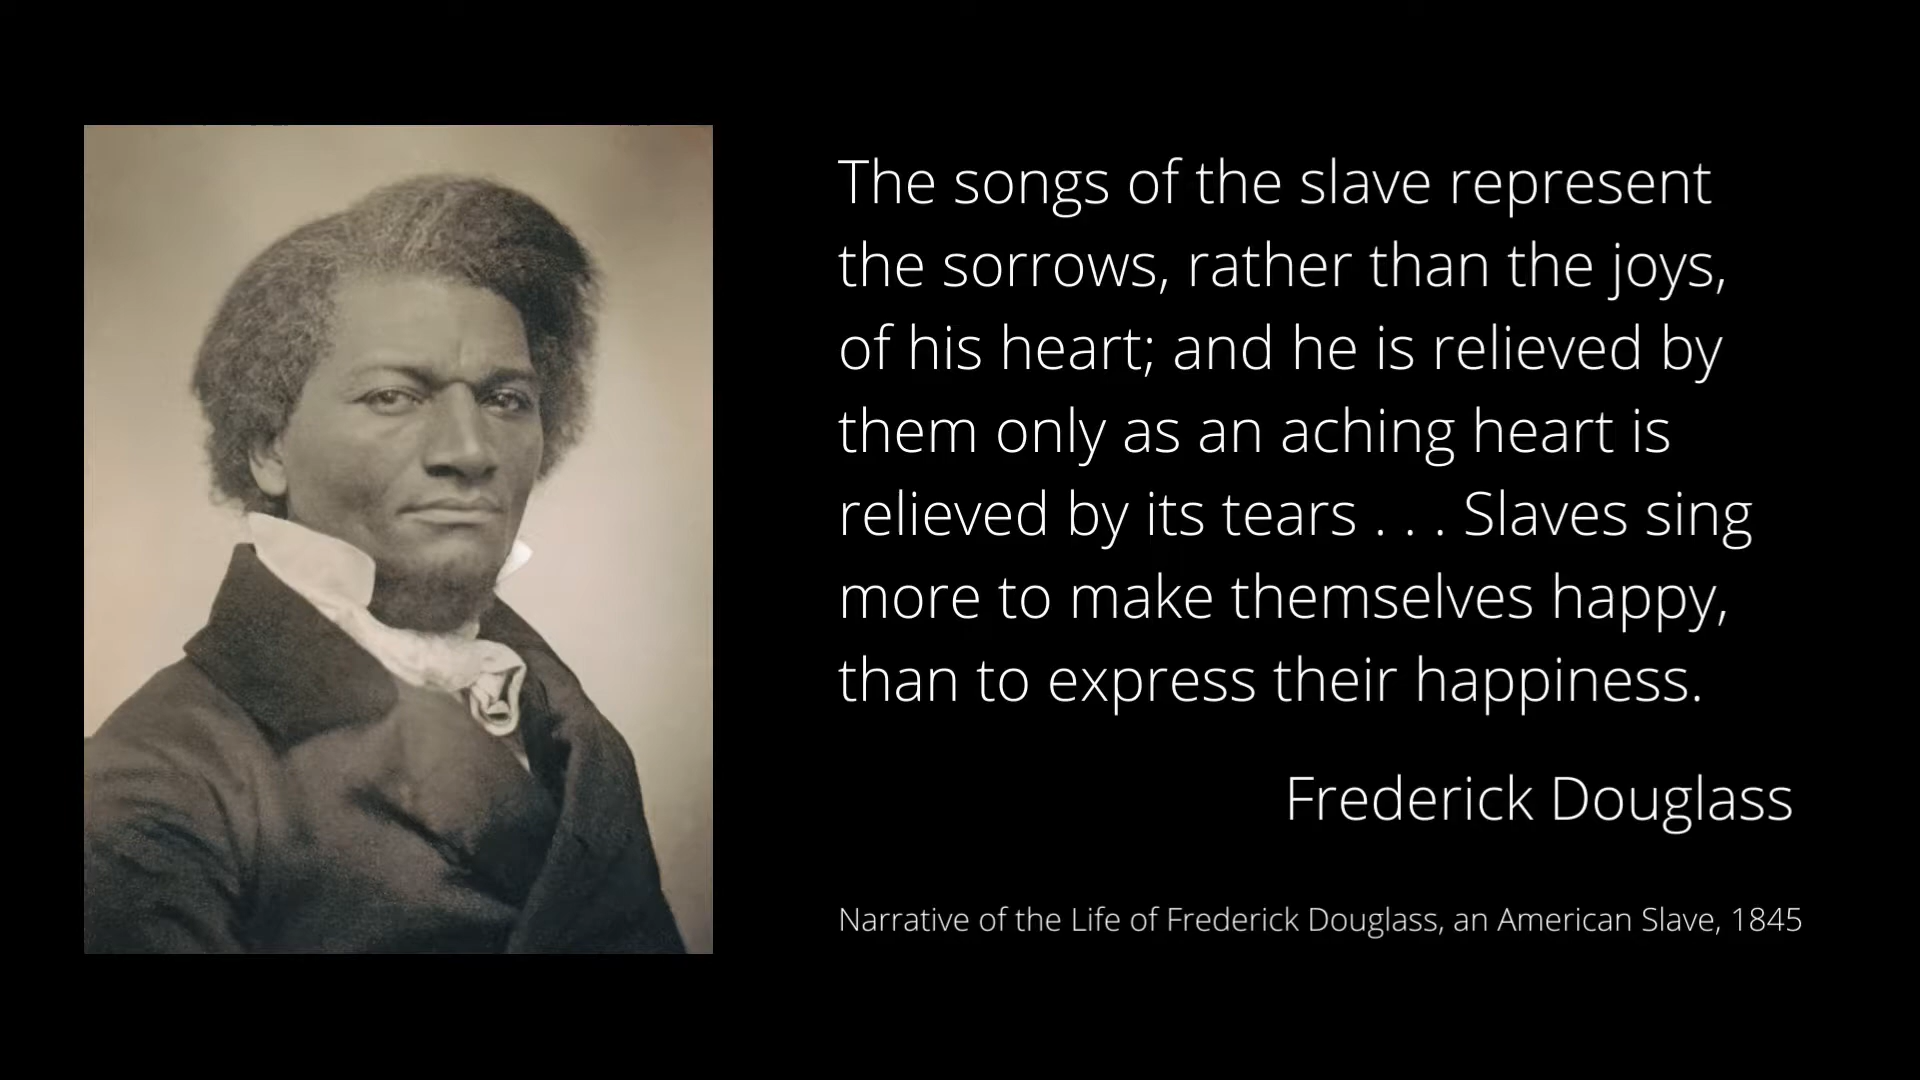 The songs of the slave represent
the sorrows, rather than the joys,
of his heart; and he is relieved by
them only as an aching heart is
relieved by its tears . . . Slaves sing
more to make themselves happy,
than to express their happiness.
Frederick Douglass
Narrative of the Life of Frederick Douglass, an American Slave, 1845